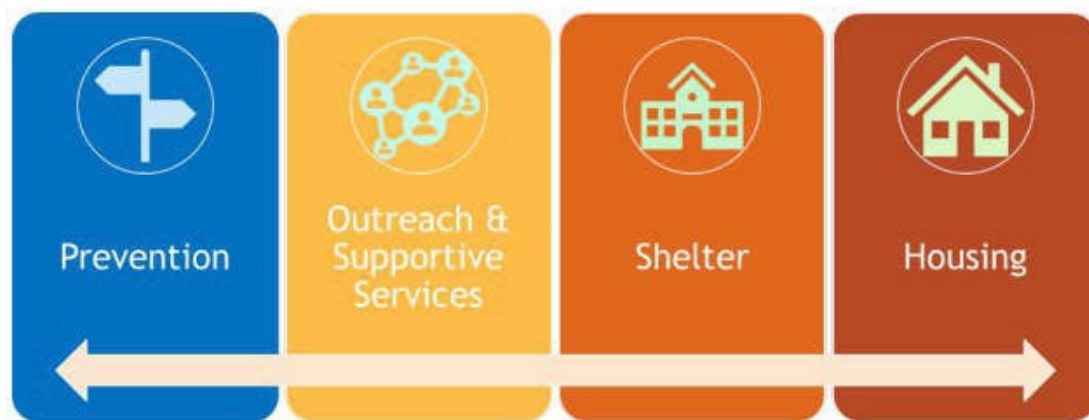 Prevention
Outreach &
Supportive
Services
Shelter
Housing